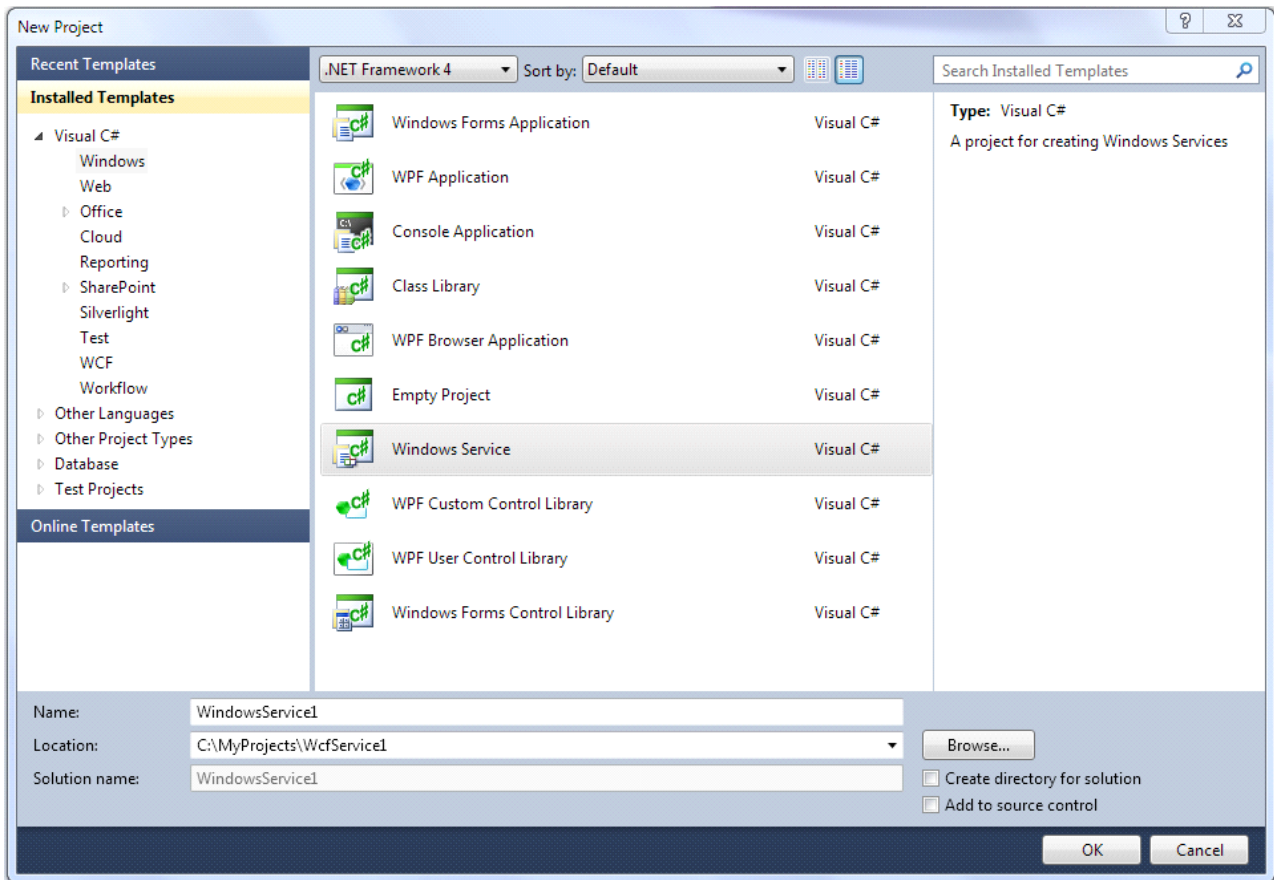 New Project
Recent Templates
Installed Templates
Visual C#
Windows
Web
Office
Cloud
Reporting
SharePoint
Silverlight
Test
WCF
Workflow
Other Languages
Other Project Types
Database
Test Projects
Online Templates
.NET Framework 4
Sort by: Default
Windows Forms Application Visual C#
WPF Application Visual C#
Console Application Visual C#
Class Library Visual C#
WPF Browser Application Visual C#
Empty Project Visual C#
Windows Service Visual C#
WPF Custom Control Library Visual C#
WPF User Control Library Visual C#
Windows Forms Control Library Visual C#
Search Installed Templates
Type: Visual C#
A project for creating Windows Services
Name: WindowsService1
Location: C:\MyProjects\WcfService1
Browse...
Solution name: WindowsService1
Create directory for solution
Add to source control
OK Cancel